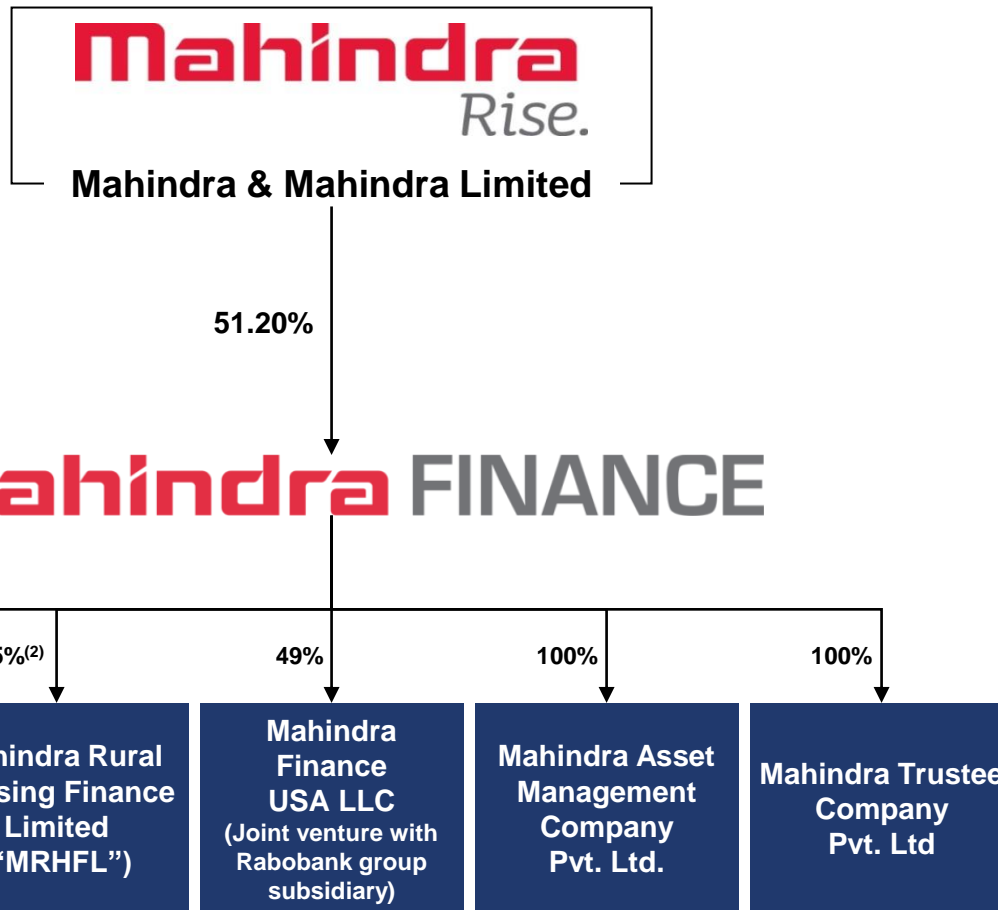 Mahindra
Rise.
Mahindra & Mahindra Limited
51.20%
ahindra FINANCE
5%(2)
49%
100%
100%
hindra Rural
sing Finance
Limited
“MRHFL”)
Mahindra
Finance
USA LLC
(Joint venture with
Rabobank group
subsidiary)
Mahindra Asset
Management
Company
Pvt. Ltd.
Mahindra Trustee
Company
Pvt. Ltd